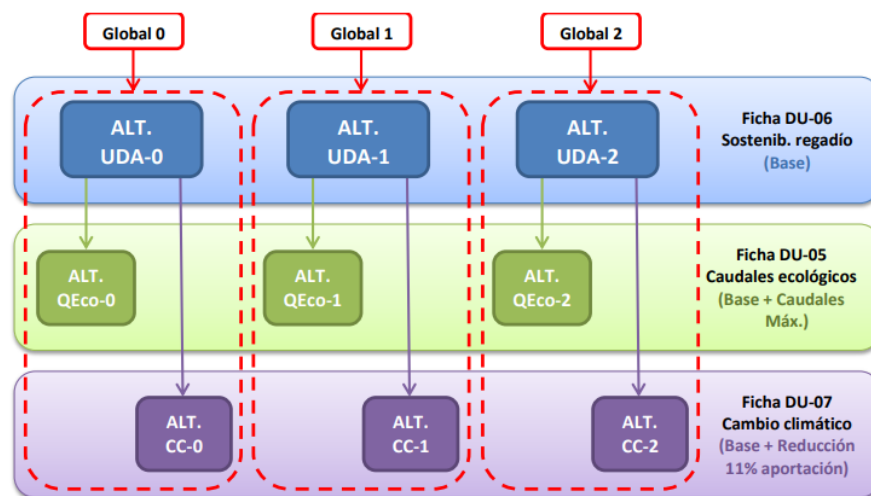 Global 0
Global 1
Global 2
ALT.
UDA-0
ALT.
UDA-1
ALT.
UDA-2
Ficha DU-06
Sostenib. regadío
(Base)
ALT.
QEco-0
ALT.
QEco-1
ALT.
QEco-2
Ficha DU-05
Caudales ecológicos
(Base + Caudales
Máx.)
ALT.
CC-0
ALT.
CC-1
ALT.
CC-2
Ficha DU-07
Cambio climático
(Base + Reducción
11% aportación)